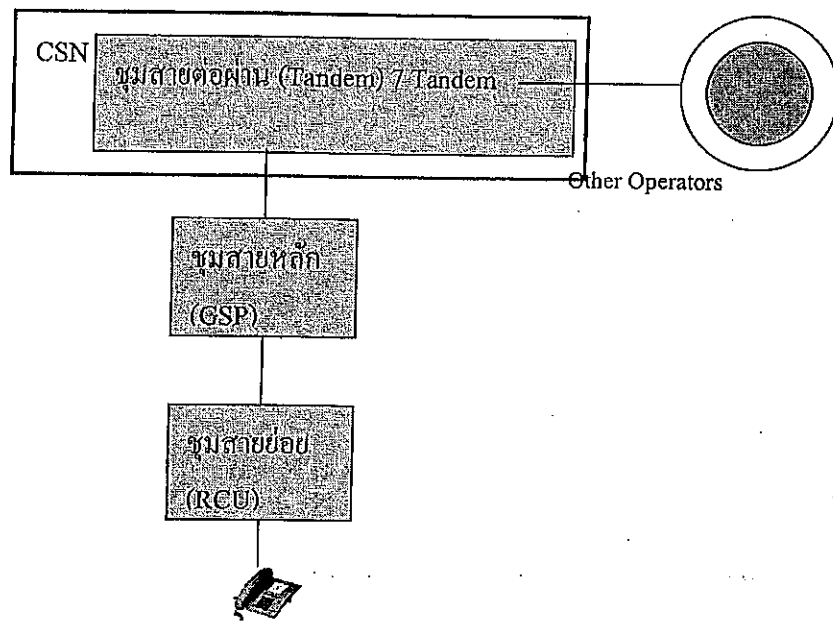 CSN
ชุมสายต่อผ่าน (Tandem) 7 Tandem
Other Operators
ชุมสายหลัก
(GSP)
ชุมสายย่อย
(RCU)